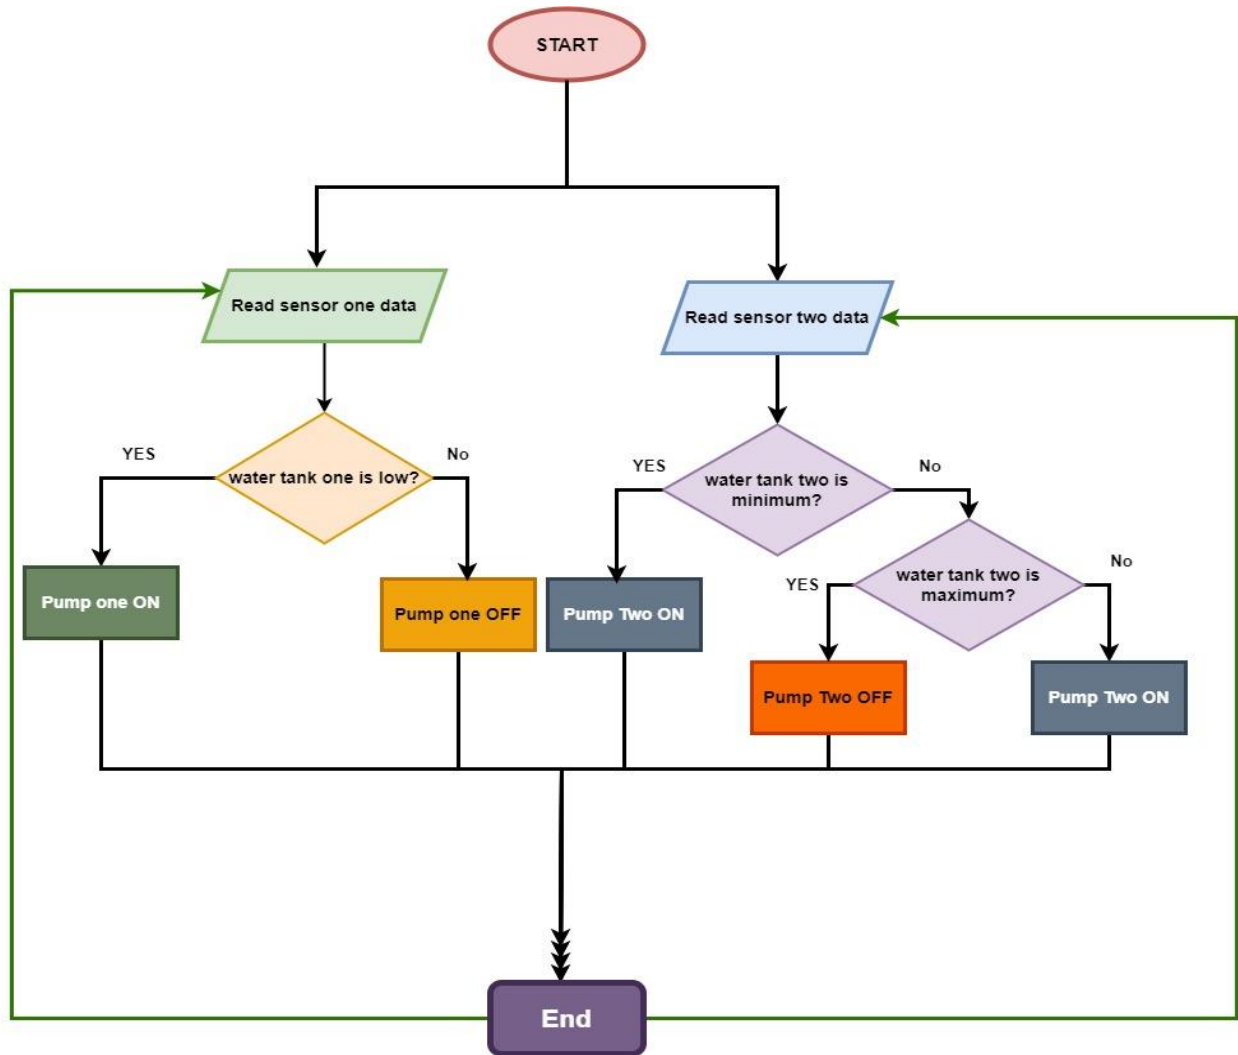 START
Read sensor one data
Read sensor two data
YES
water tank one is low?
No
YES
water tank two is
minimum?
No
Pump one ON
Pump one OFF
Pump Two ON
YES
water tank two is
maximum?
No
Pump Two OFF
Pump Two ON
End